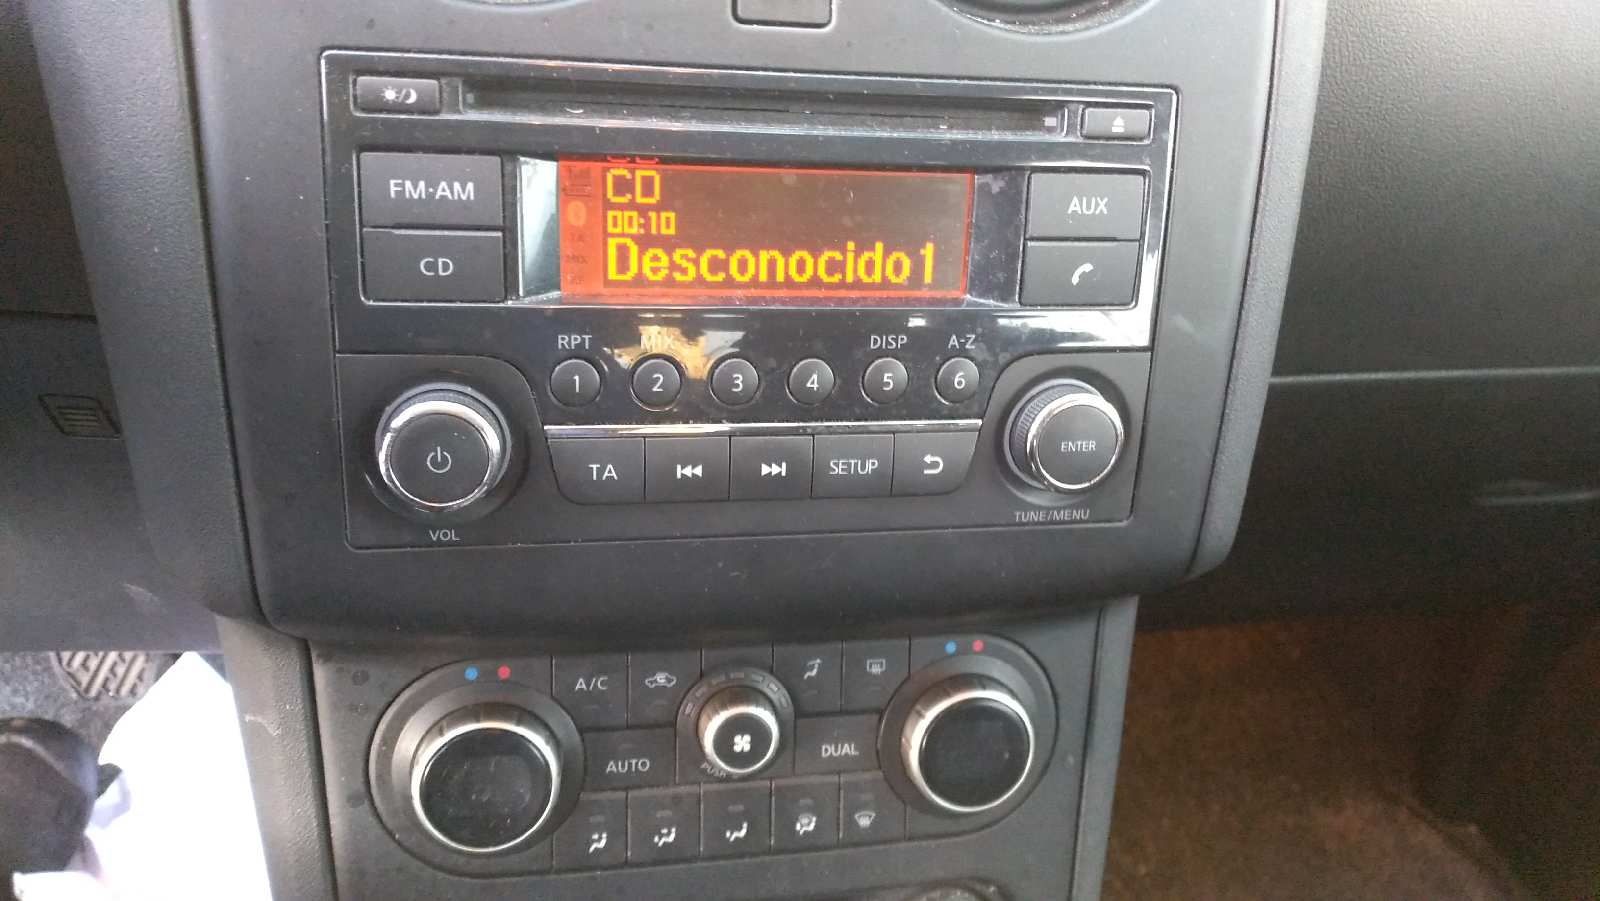 FM·AM
CD
CD
00:10
Desconocido1
AUX
RPT
MIX
DISP
A-Z
1
2
3
4
5
6
TA
SETUP
ENTER
VOL
TUNE/MENU
A/C
AUTO
PUSH
DUAL